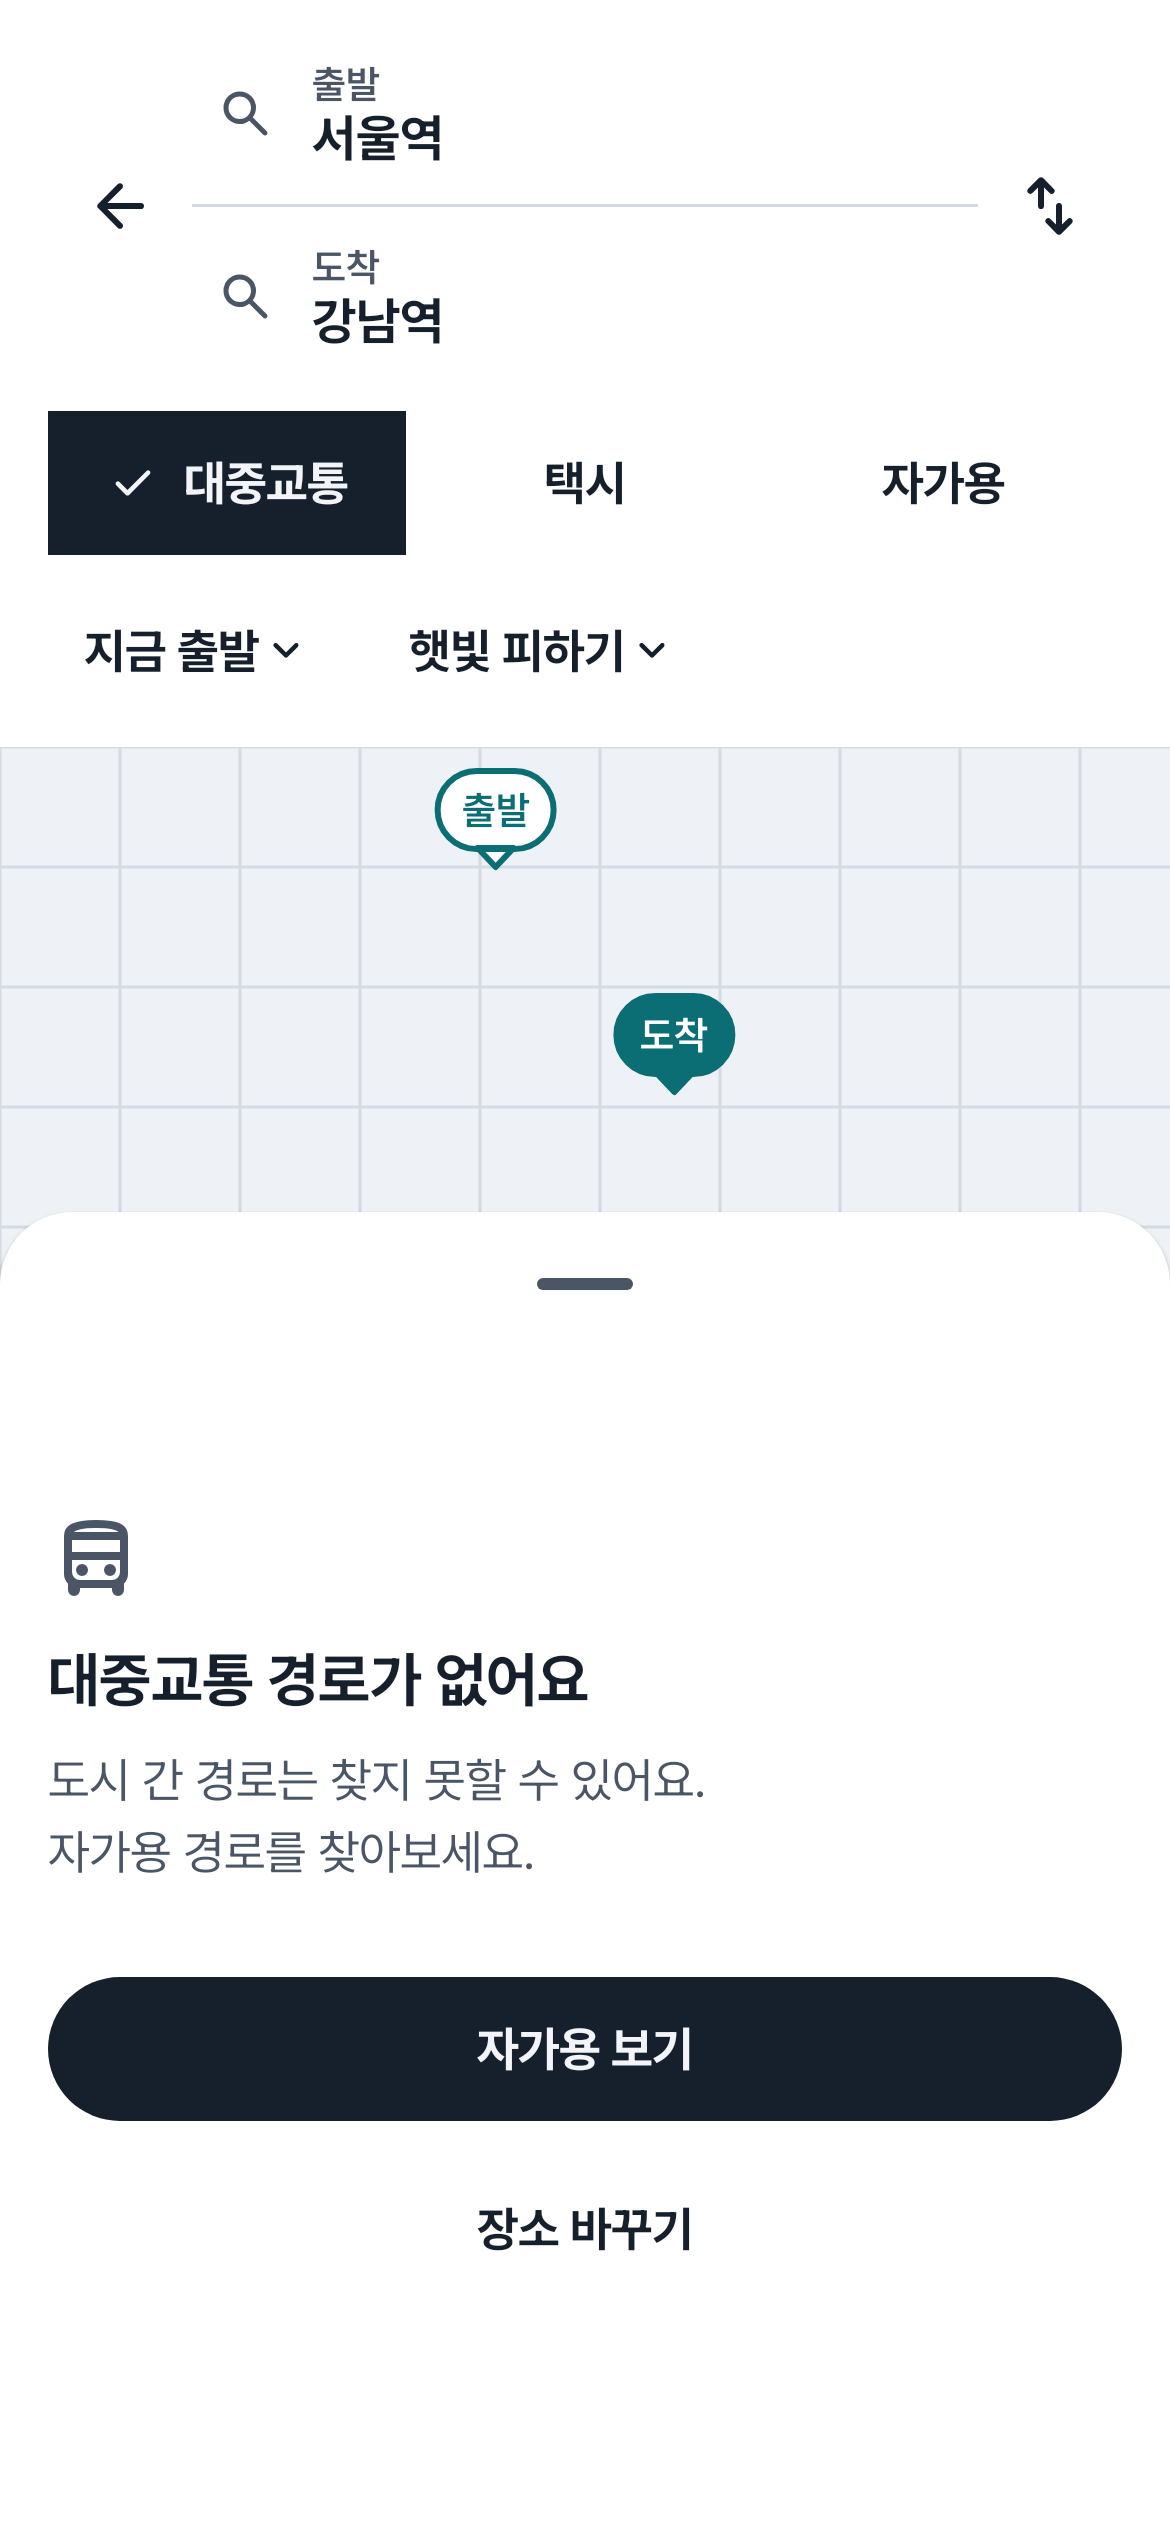 출발
서울역
도착
강남역
대중교통
택시
자가용
지금 출발
햇빛 피하기
출발
도착
대중교통 경로가 없어요
도시 간 경로는 찾지 못할 수 있어요.
자가용 경로를 찾아보세요.
자가용 보기
장소 바꾸기